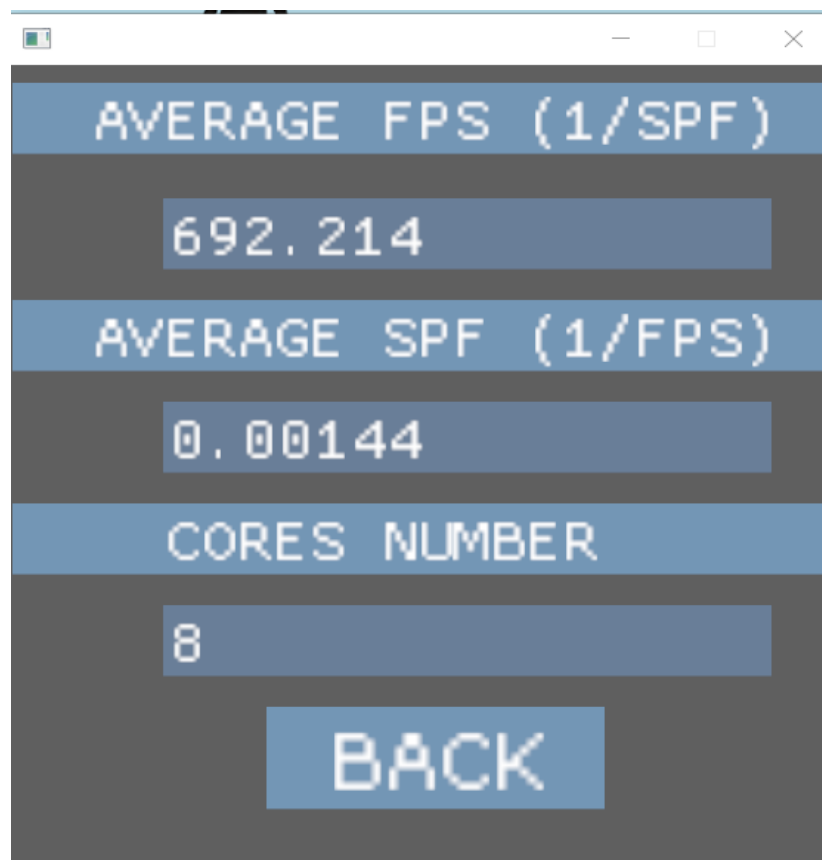 AVERAGE FPS (1/SPF)
692.214
AVERAGE SPF (1/FPS)
0.00144
CORES NUMBER
8
BACK